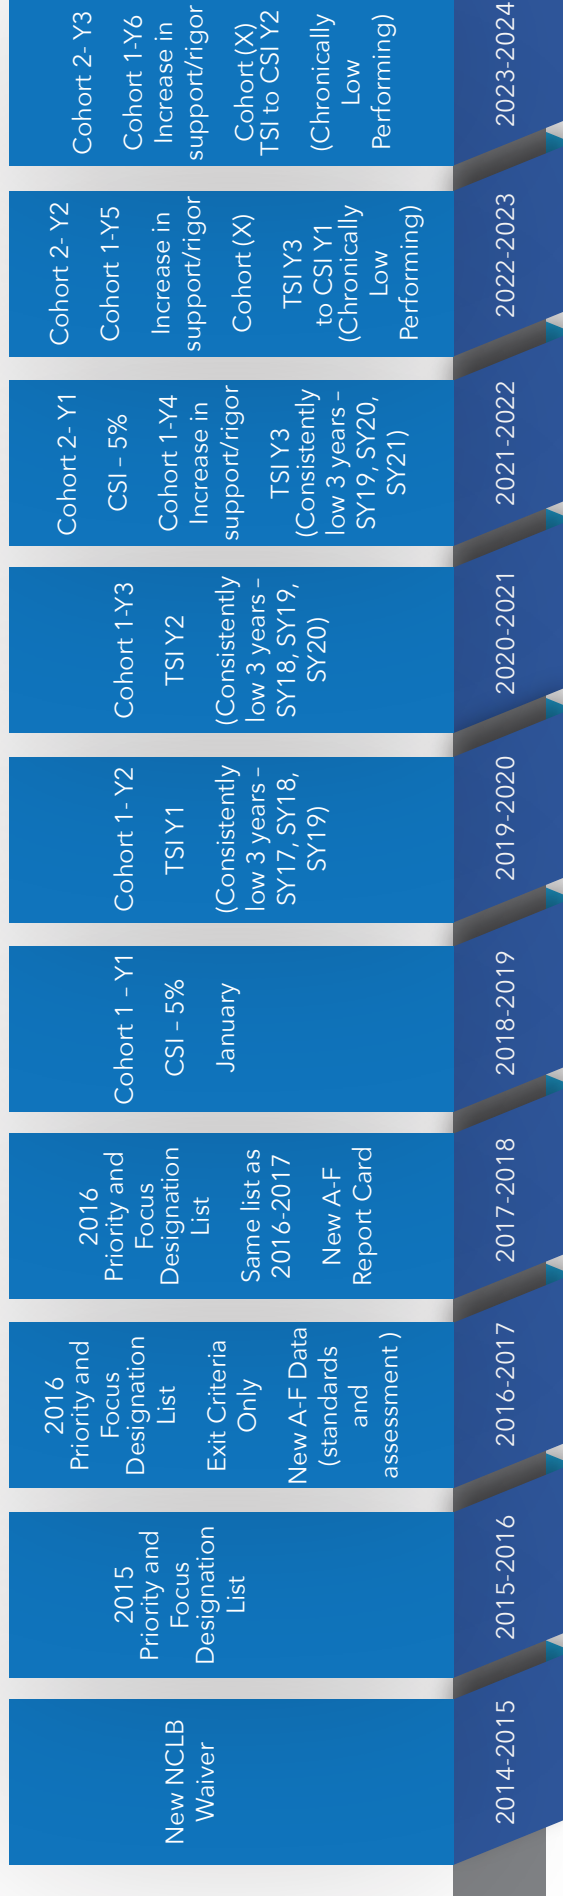 New NCLB
Waiver
2014-2015
2015
Priority and
Focus
Designation
List
2015-2016
2016
Priority and
Focus
Designation
List
Exit Criteria
Only
New A-F Data
(standards
and
assessment )
2016-2017
2016
Priority and
Focus
Designation
List
Same list as
2016-2017
New A-F
Report Card
2017-2018
Cohort 1 – Y1
CSI – 5%
January
2018-2019
Cohort 1- Y2
TSI Y1
(Consistently
low 3 years –
SY17, SY18,
SY19)
2019-2020
Cohort 1-Y3
TSI Y2
(Consistently
low 3 years –
SY18, SY19,
SY20)
2020-2021
Cohort 2- Y1
CSI – 5%
Cohort 1-Y4
Increase in
support/rigor
TSI Y3
(Consistently
low 3 years –
SY19, SY20,
SY21)
2021-2022
Cohort 2- Y2
Cohort 1-Y5
Increase in
support/rigor
Cohort (X)
TSI Y3
to CSI Y1
(Chronically
Low
Performing)
2022-2023
Cohort 2- Y3
Cohort 1-Y6
Increase in
support/rigor
Cohort (X)
TSI to CSI Y2
(Chronically
Low
Performing)
2023-2024